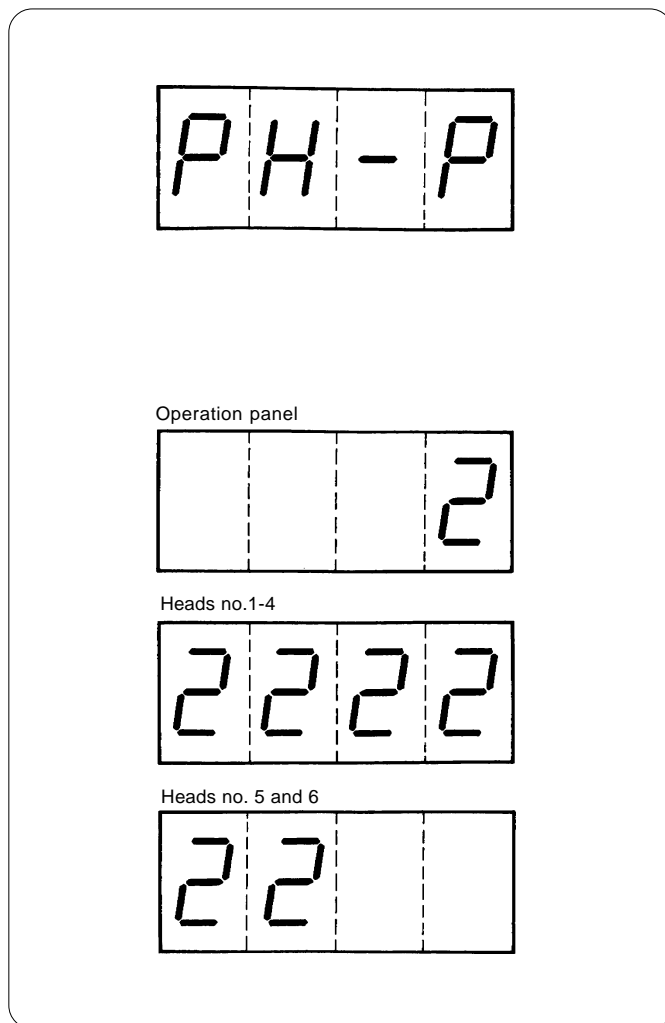 PH-P
Operation panel
2
Heads no.1-4
2222
Heads no. 5 and 6
22